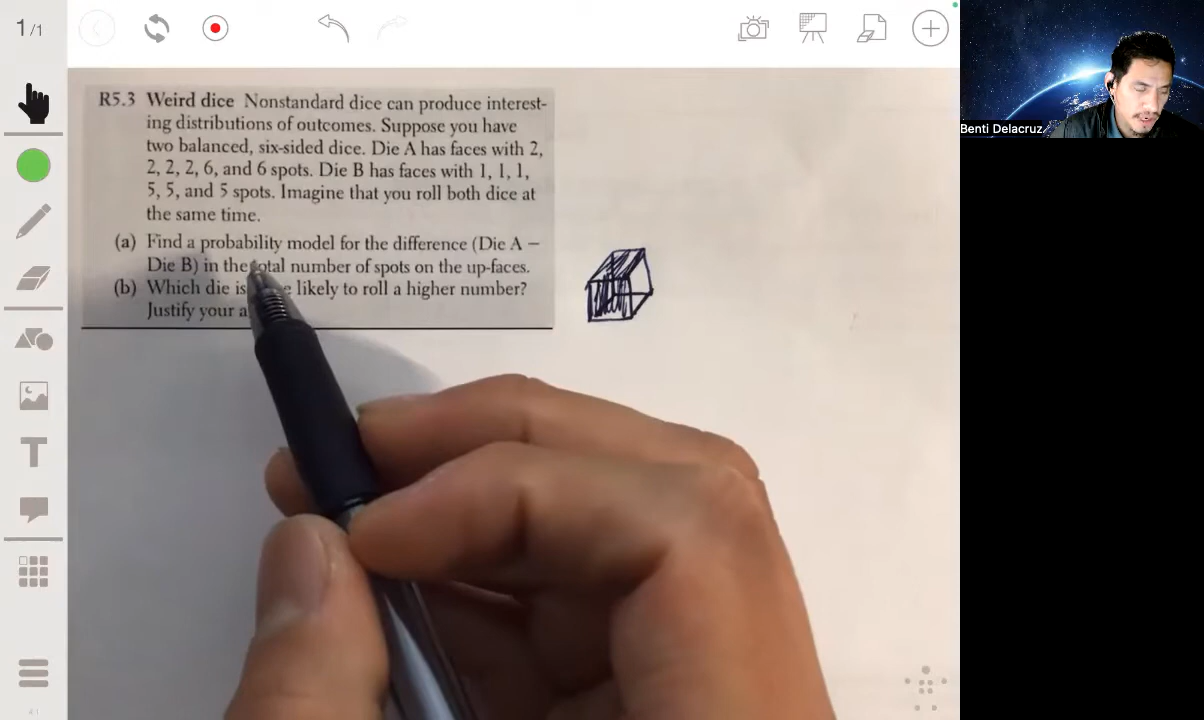 1/1
R5.3 Weird dice Nonstandard dice can produce interest-
ing distributions of outcomes. Suppose you have
two balanced, six-sided dice. Die A has faces with 2,
2, 2, 2, 6, and 6 spots. Die B has faces with 1, 1, 1,
5, 5, and 5 spots. Imagine that you roll both dice at
the same time.
(a) Find a probability model for the difference (Die A –
Die B) in the total number of spots on the up-faces.
(b) Which die is likely to roll a higher number?
Justify your
Benti Delacruz
T